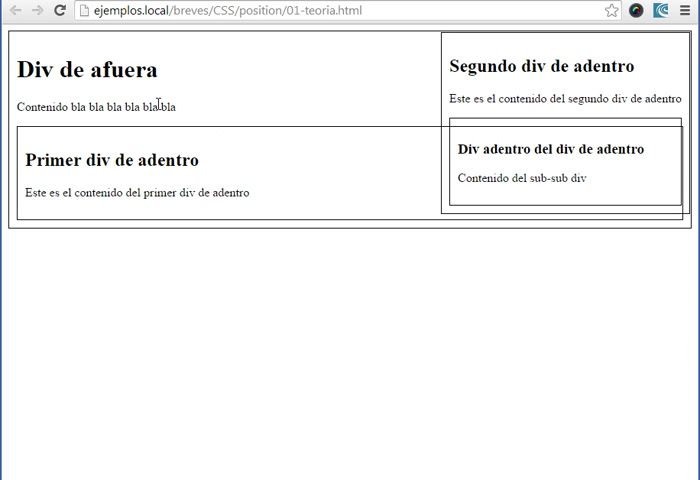 ejemplos.local/breves/CSS/position/01-teoria.html
Div de afuera
Contenido bla bla bla bla bla bla
Primer div de adentro
Este es el contenido del primer div de adentro
Segundo div de adentro
Este es el contenido del segundo div de adentro
Div adentro del div de adentro
Contenido del sub-sub div